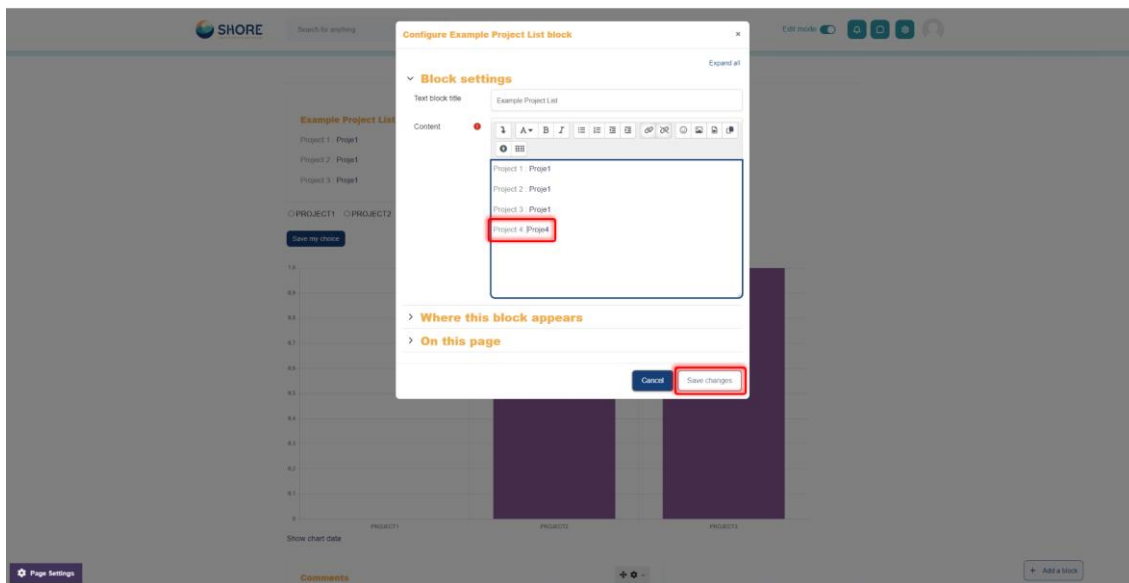 SHORE
Search for anything
Edit mode
Configure Example Project List block
×
Expand all
Block settings
Text block title
Example Project List
Content
Project 1 : Proje1
Project 2 : Proje1
Project 3 : Proje1
Project 4: Proje4
Where this block appears
On this page
Cancel
Save changes
Example Project List
Project 1 : Proje1
Project 2 : Proje1
Project 3 : Proje1
PROJECT1 PROJECT2
Save my choice
1.0
PROJECT1 PROJECT2 PROJECT3
Show chart data
Comments
Page Settings
+ Add a block